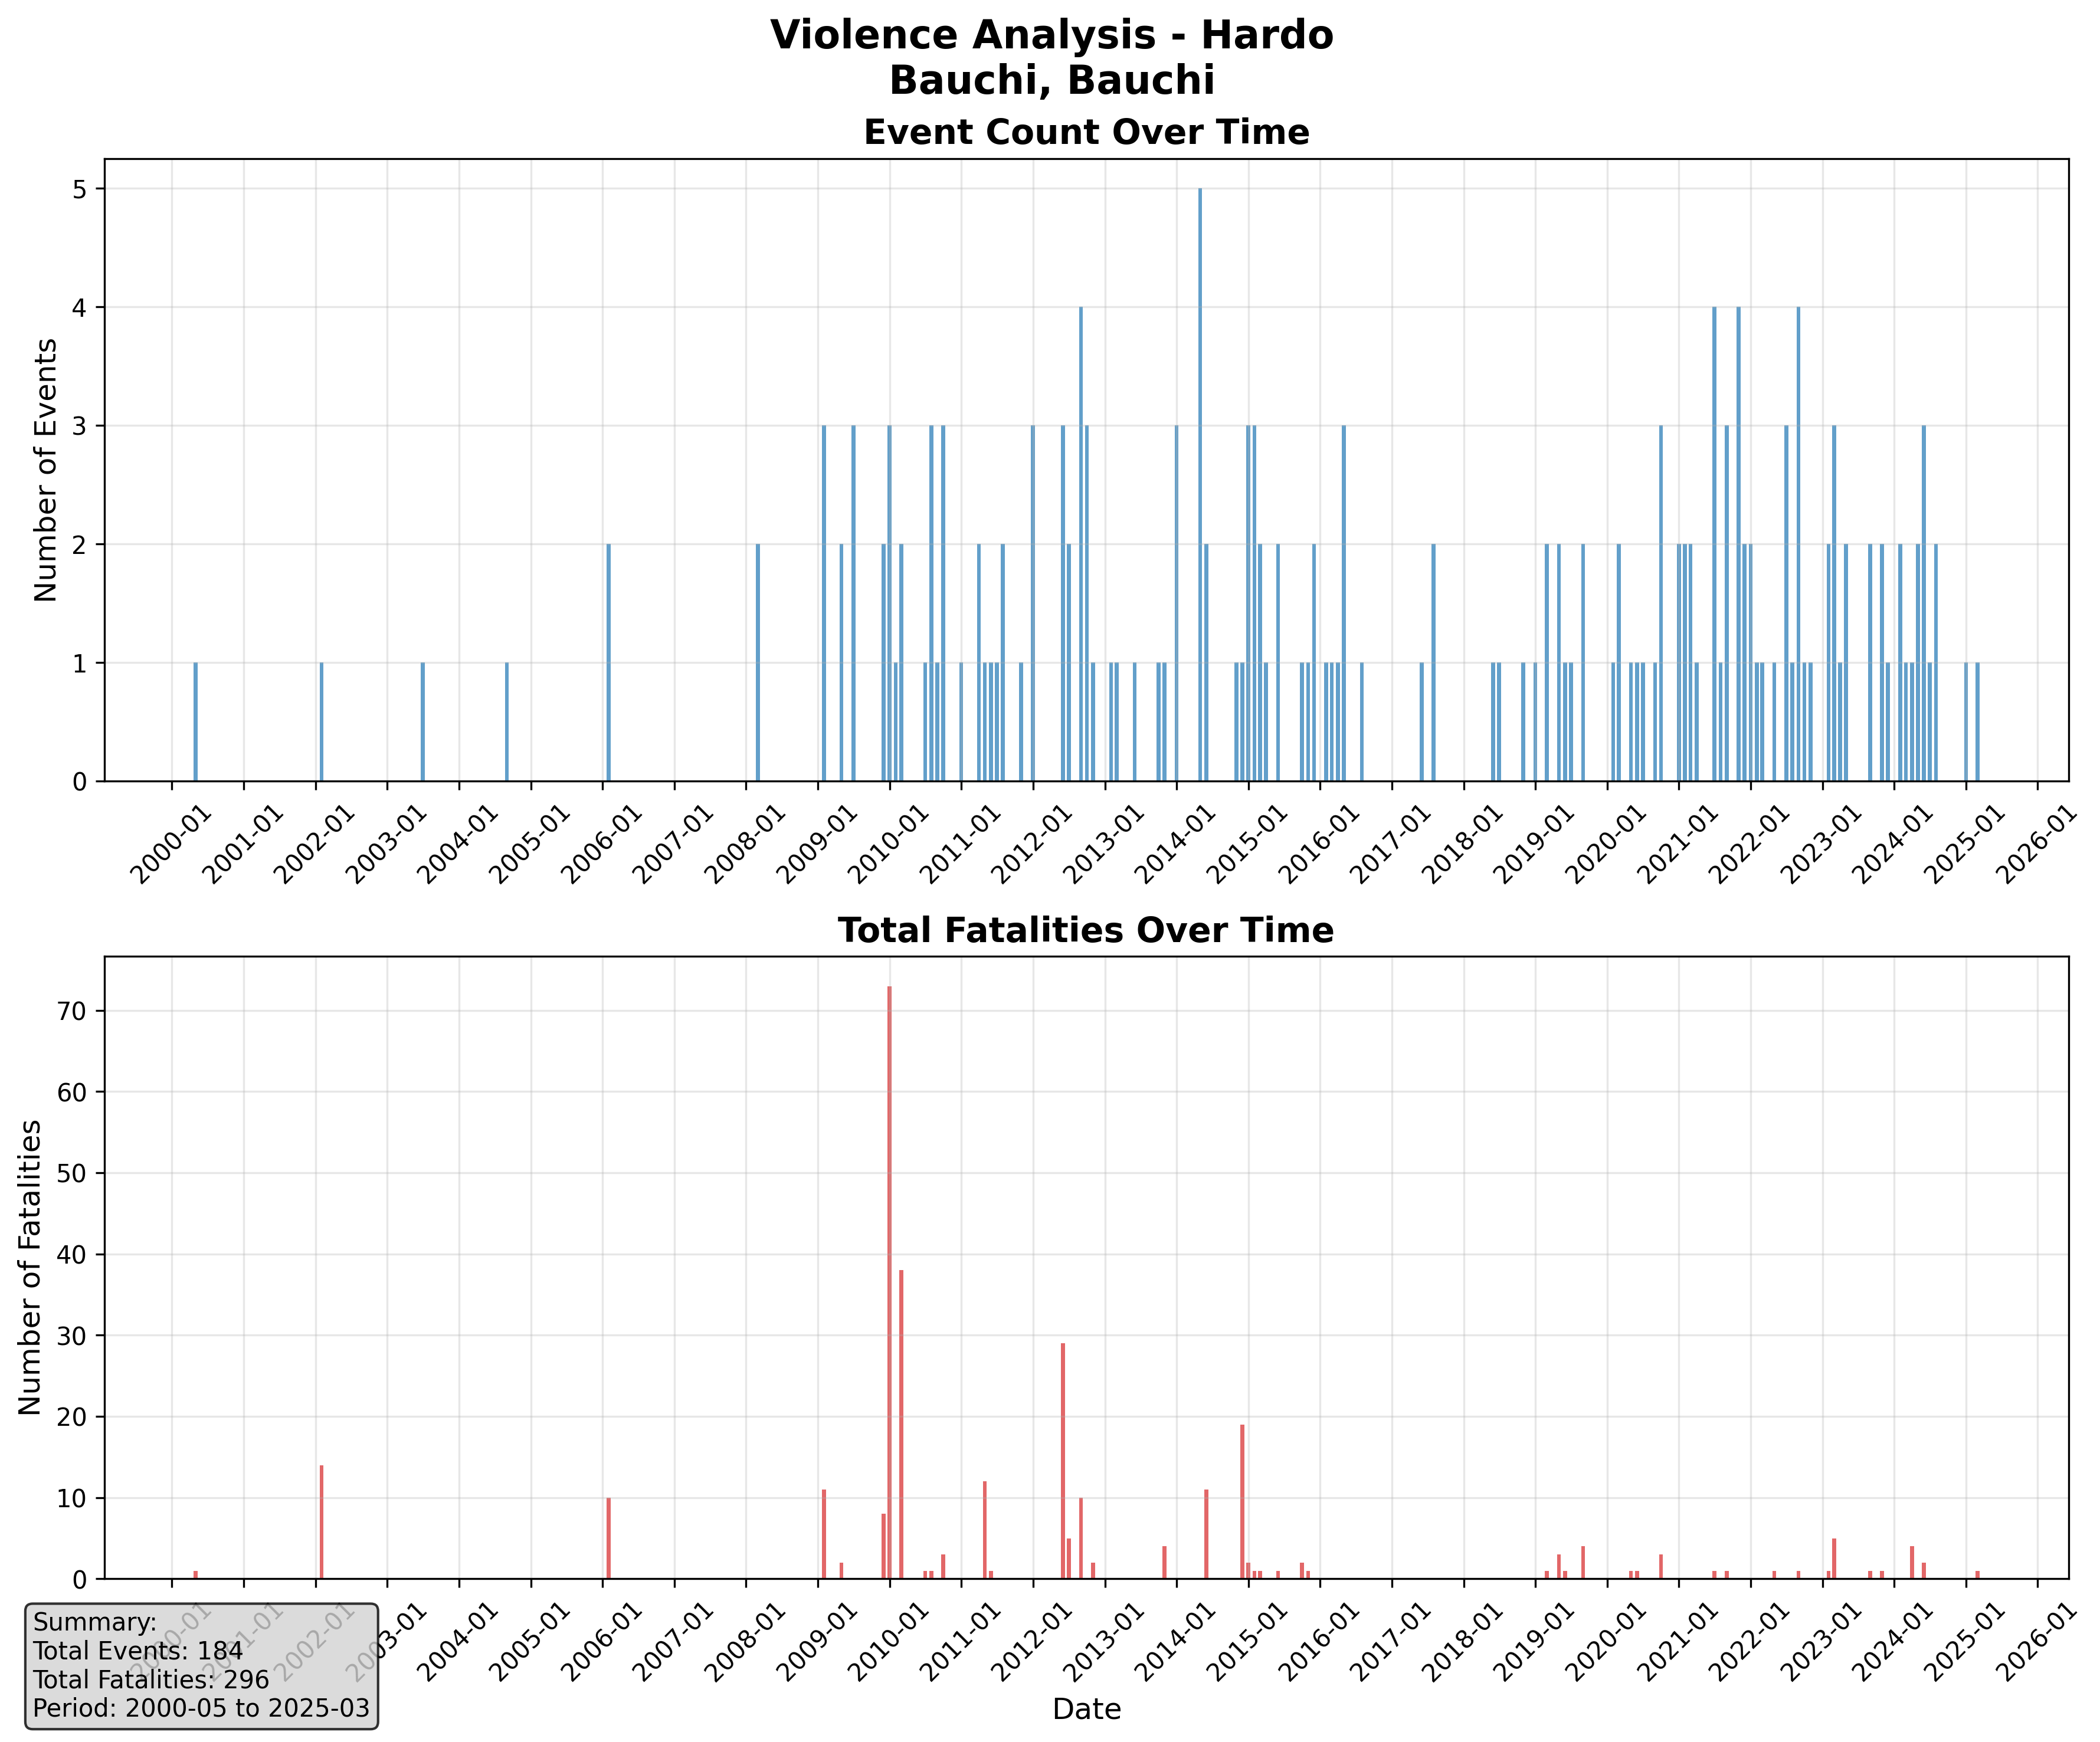 Violence Analysis - Hardo
Bauchi, Bauchi
Event Count Over Time
Number of Events
5
4
3
2
1
0
2000-01 2001-01 2002-01 2003-01 2004-01 2005-01 2006-01 2007-01 2008-01 2009-01 2010-01 2011-01 2012-01 2013-01 2014-01 2015-01 2016-01 2017-01 2018-01 2019-01 2020-01 2021-01 2022-01 2023-01 2024-01 2025-01 2026-01
Total Fatalities Over Time
Number of Fatalities
70
60
50
40
30
20
10
0
2000-01 2001-01 2002-01 2003-01 2004-01 2005-01 2006-01 2007-01 2008-01 2009-01 2010-01 2011-01 2012-01 2013-01 2014-01 2015-01 2016-01 2017-01 2018-01 2019-01 2020-01 2021-01 2022-01 2023-01 2024-01 2025-01 2026-01
Date
Summary:
Total Events: 184
Total Fatalities: 296
Period: 2000-05 to 2025-03